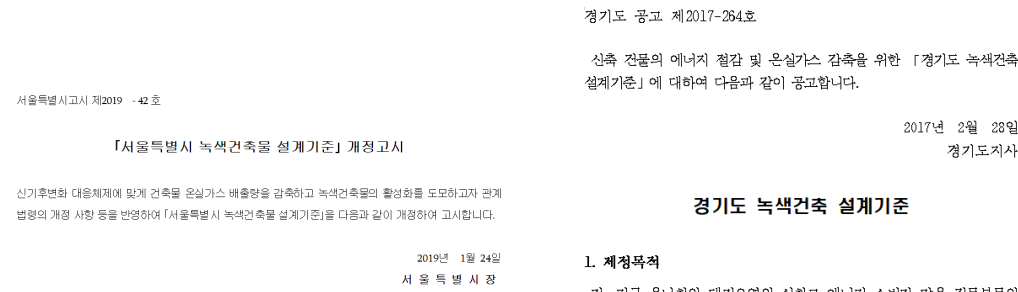 서울특별시고시 제2019 - 42 호
「서울특별시 녹색건축물 설계기준」 개정고시
신기후변화 대응체제에 맞게 건축물 온실가스 배출량을 감축하고 녹색건축물의 활성화를 도모하고자 관계
법령의 개정 사항 등을 반영하여 「서울특별시 녹색건축물 설계기준」을 다음과 같이 개정하여 고시합니다.
2019년 1월 24일
서 울 특 별 시 장
경기도 공고 제2017-264호
신축 건물의 에너지 절감 및 온실가스 감축을 위한 「경기도 녹색건축
설계기준」에 대하여 다음과 같이 공고합니다.
2017년 2월 28일
경기도지사
경기도 녹색건축 설계기준
1. 제정목적